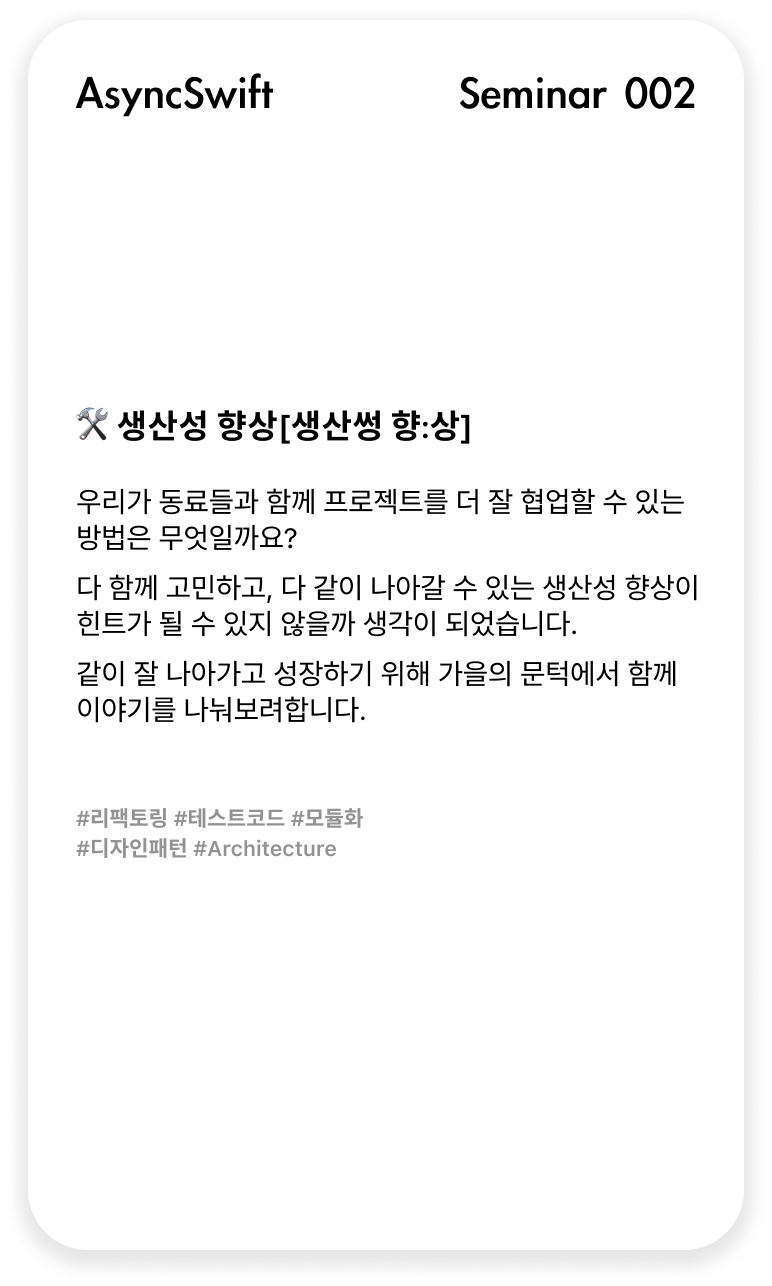 AsyncSwift Seminar 002
🛠️ 생산성 향상[생산썽 향:상]
우리가 동료들과 함께 프로젝트를 더 잘 협업할 수 있는
방법은 무엇일까요?
다 함께 고민하고, 다 같이 나아갈 수 있는 생산성 향상이
힌트가 될 수 있지 않을까 생각이 되었습니다.
같이 잘 나아가고 성장하기 위해 가을의 문턱에서 함께
이야기를 나눠보려합니다.
#리팩토링 #테스트코드 #모듈화
#디자인패턴 #Architecture